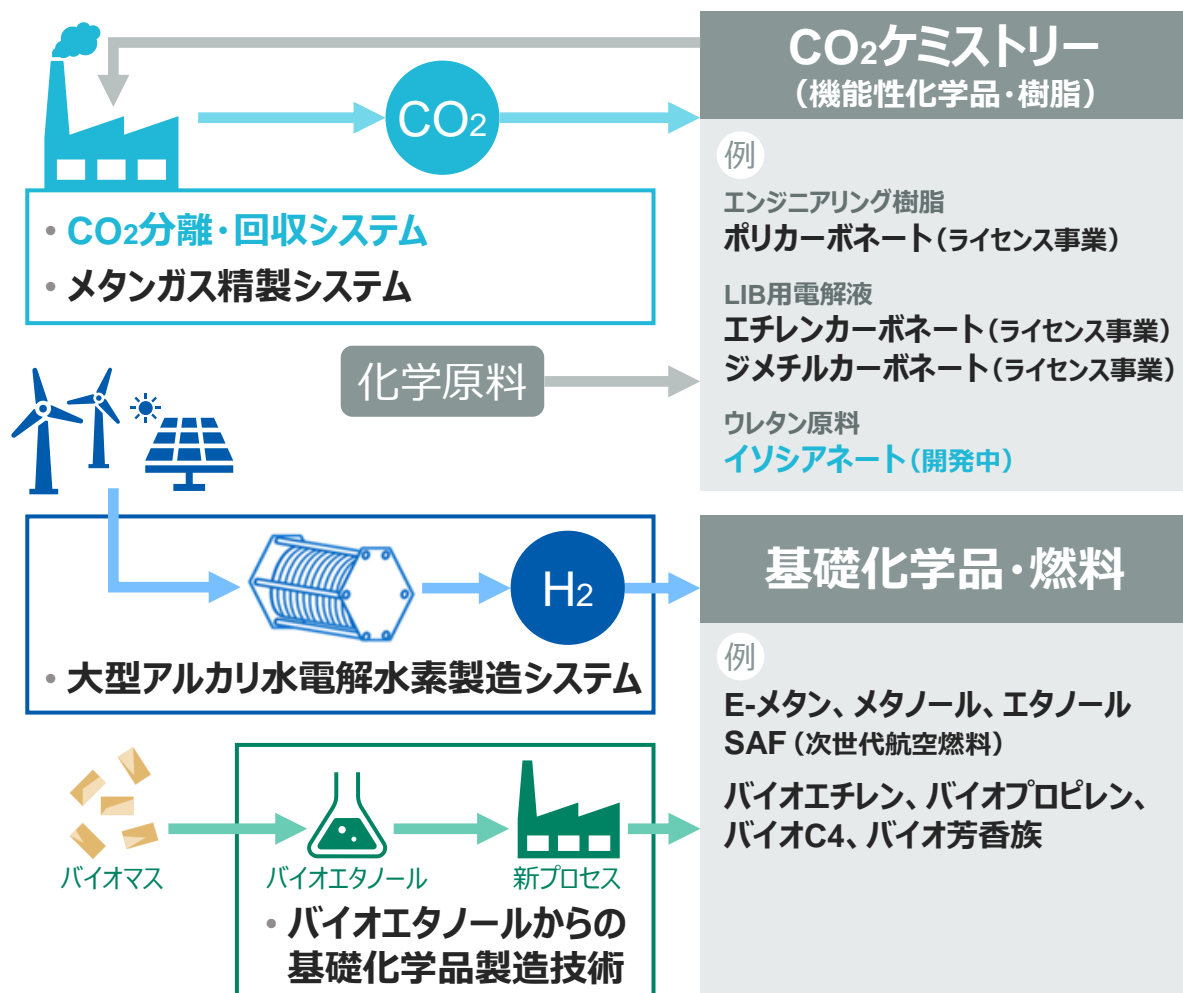 CO2ケミストリー
（機能性化学品・樹脂）
CO2
例
エンジニアリング樹脂
ポリカーボネート（ライセンス事業）
LIB用電解液
エチレンカーボネート（ライセンス事業）
ジメチルカーボネート（ライセンス事業）
ウレタン原料
イソシアネート（開発中）
・CO2分離・回収システム
・メタンガス精製システム
化学原料
H2
・大型アルカリ水電解水素製造システム
基礎化学品・燃料
例
E-メタン、メタノール、エタノール
SAF（次世代航空燃料）
バイオエチレン、バイオプロピレン、
バイオC4、バイオ芳香族
バイオマス
バイオエタノール
新プロセス
・バイオエタノールからの
基礎化学品製造技術